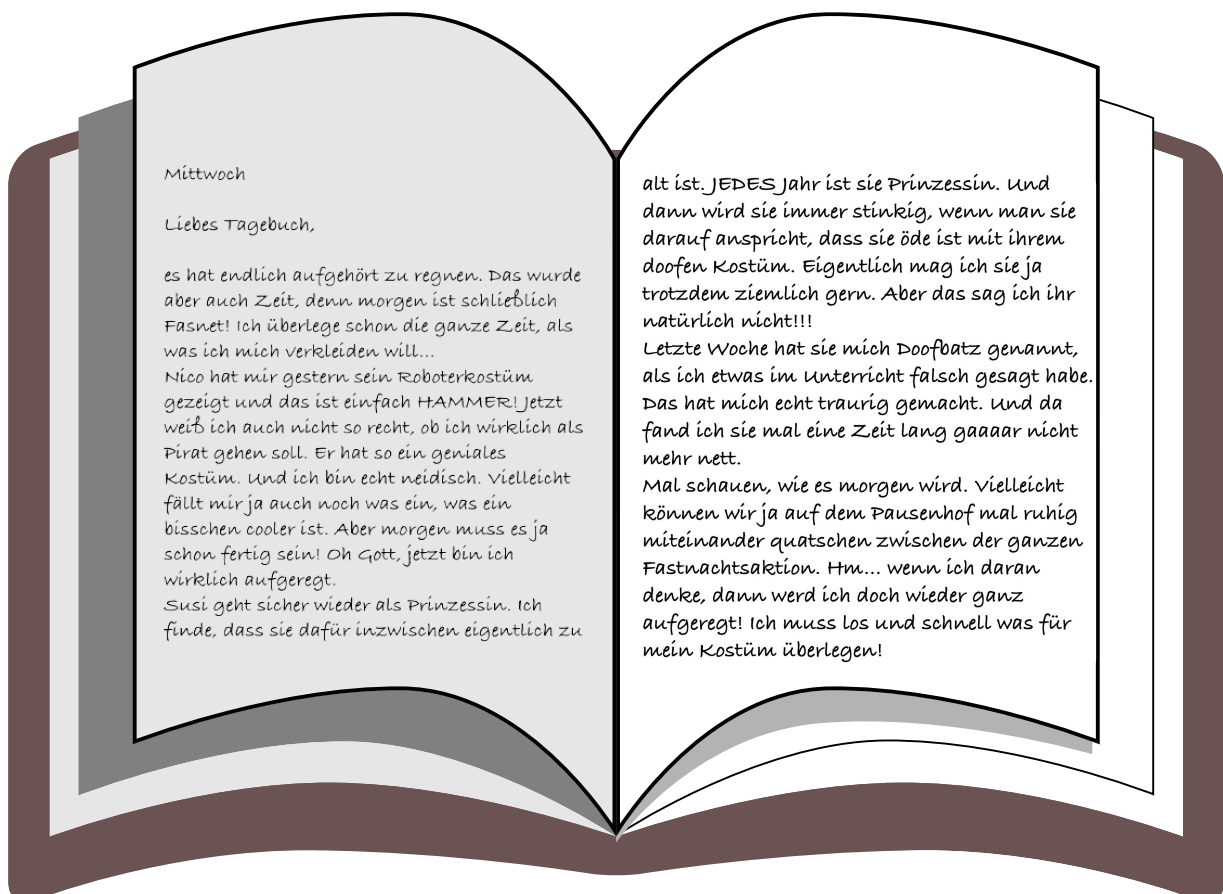 Mittwoch
Liebes Tagebuch,
es hat endlich aufgehört zu regnen. Das wurde
aber auch Zeit, denn morgen ist schließlich
Fasnet! Ich überlege schon die ganze Zeit, als
was ich mich verkleiden will...
Nico hat mir gestern sein Roboterkostüm
gezeigt und das ist einfach HAMMER! Jetzt
weiß ich auch nicht so recht, ob ich wirklich als
Pirat gehen soll. Er hat so ein geniales
Kostüm. Und ich bin echt neidisch. Vielleicht
fällt mir ja auch noch was ein, was ein
bisschen cooler ist. Aber morgen muss es ja
schon fertig sein! Oh Gott, jetzt bin ich
wirklich aufgeregt.
Susi geht sicher wieder als Prinzessin. Ich
finde, dass sie dafür inzwischen eigentlich zu
alt ist. JEDES Jahr ist sie Prinzessin. Und
dann wird sie immer stinkig, wenn man sie
darauf anspricht, dass sie öde ist mit ihrem
doofen Kostüm. Eigentlich mag ich sie ja
trotzdem ziemlich gern. Aber das sag ich ihr
natürlich nicht!!!
Letzte Woche hat sie mich Doofbatz genannt,
als ich etwas im Unterricht falsch gesagt habe.
Das hat mich echt traurig gemacht. Und da
fand ich sie mal eine Zeit lang gaaaar nicht
mehr nett.
Mal schauen, wie es morgen wird. Vielleicht
können wir ja auf dem Pausenhof mal ruhig
miteinander quatschen zwischen der ganzen
Fastnachtsaktion. Hm... wenn ich daran
denke, dann werd ich doch wieder ganz
aufgeregt! Ich muss los und schnell was für
mein Kostüm überlegen!